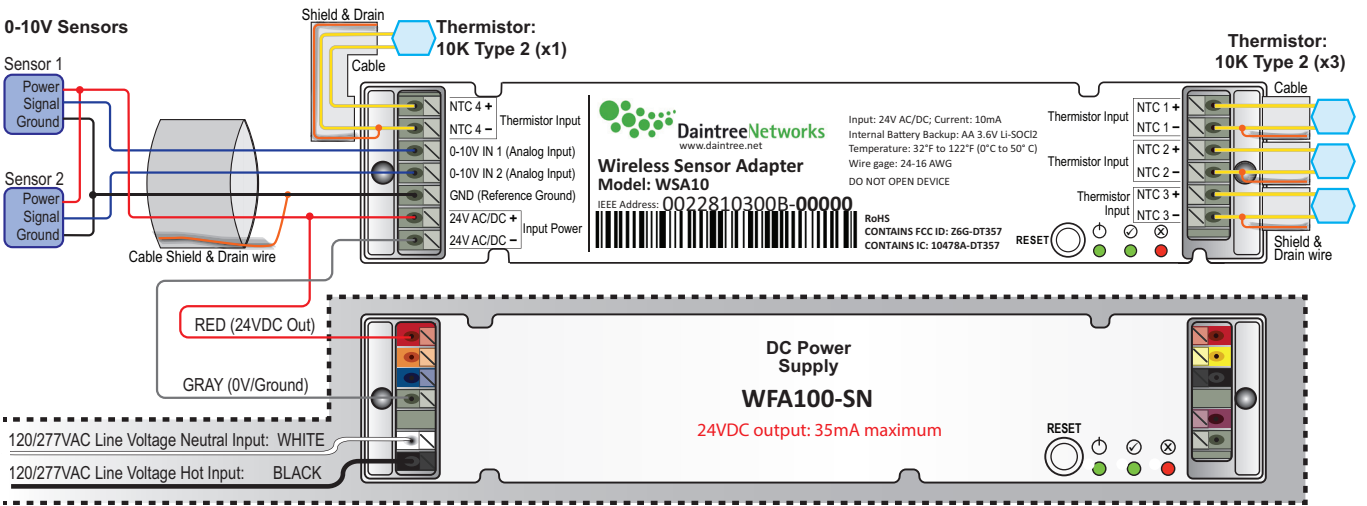 0-10V Sensors
Sensor 1
Power
Signal
Ground
Sensor 2
Power
Signal
Ground
Cable Shield & Drain wire
Shield & Drain
Cable
Thermistor:
10K Type 2 (x1)
NTC 4 +
NTC 4 –
Thermistor Input
0-10V IN 1 (Analog Input)
0-10V IN 2 (Analog Input)
GND (Reference Ground)
24V AC/DC +
24V AC/DC –
Input Power
DaintreeNetworks
www.daintree.net
Wireless Sensor Adapter
Model: WSA10
IEEE Address: 0022810300B-00000
Input: 24V AC/DC; Current: 10mA
Internal Battery Backup: AA 3.6V Li-SOCl2
Temperature: 32°F to 122°F (0°C to 50° C)
Wire gage: 24-16 AWG
DO NOT OPEN DEVICE
RoHS
CONTAINS FCC ID: Z6G-DT357
CONTAINS IC: 10478A-DT357
RESET
Thermistor:
10K Type 2 (x3)
Cable
Thermistor Input
NTC 1 +
NTC 1 –
Thermistor Input
NTC 2 +
NTC 2 –
Thermistor
Input
NTC 3 +
NTC 3 –
Shield &
Drain wire
RED (24VDC Out)
GRAY (0V/Ground)
120/277VAC Line Voltage Neutral Input: WHITE
120/277VAC Line Voltage Hot Input: BLACK
DC Power
Supply
WFA100-SN
24VDC output: 35mA maximum
RESET